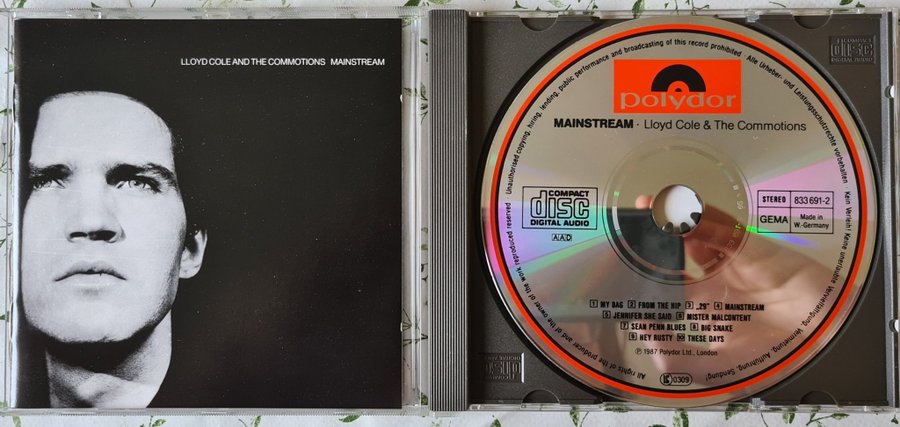 LLOYD COLE AND THE COMMOTIONS MAINSTREAM
polydor
MAINSTREAM · Lloyd Cole & The Commotions
COMPACT
disc
DIGITAL AUDIO
AAD
STEREO 833 691-2
GEMA Made in W.-Germany
1 MY BAG 2 FROM THE HIP 3 „29" 4 MAINSTREAM
5 JENNIFER SHE SAID 6 MISTER MALCONTENT
7 SEAN PENN BLUES 8 BIG SNAKE
9 HEY RUSTY 10 THESE DAYS
℗ 1987 Polydor Ltd., London
0309
All rights of the producer and of the owner of the work reproduced reserved · Unauthorised copying, hiring, lending, public performance and broadcasting of this record prohibited · Alle Urheber- und Leistungsschutzrechte vorbehalten · Kein Verleih! Keine unerlaubte Vervielfältigung, Vermietung, Aufführung, Sendung!
COMPACT
disc
DIGITAL AUDIO
disc